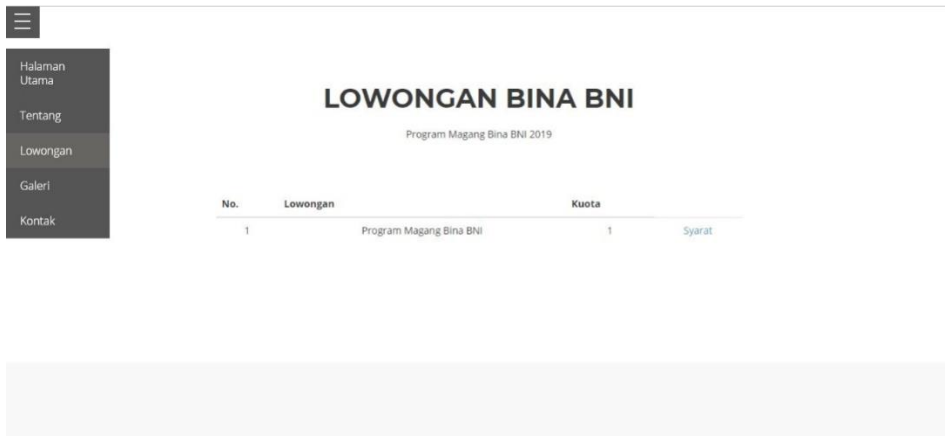 Halaman
Utama
Tentang
Lowongan
Galeri
Kontak
LOWONGAN BINA BNI
Program Magang Bina BNI 2019
No. Lowongan Kuota
1 Program Magang Bina BNI 1 Syarat